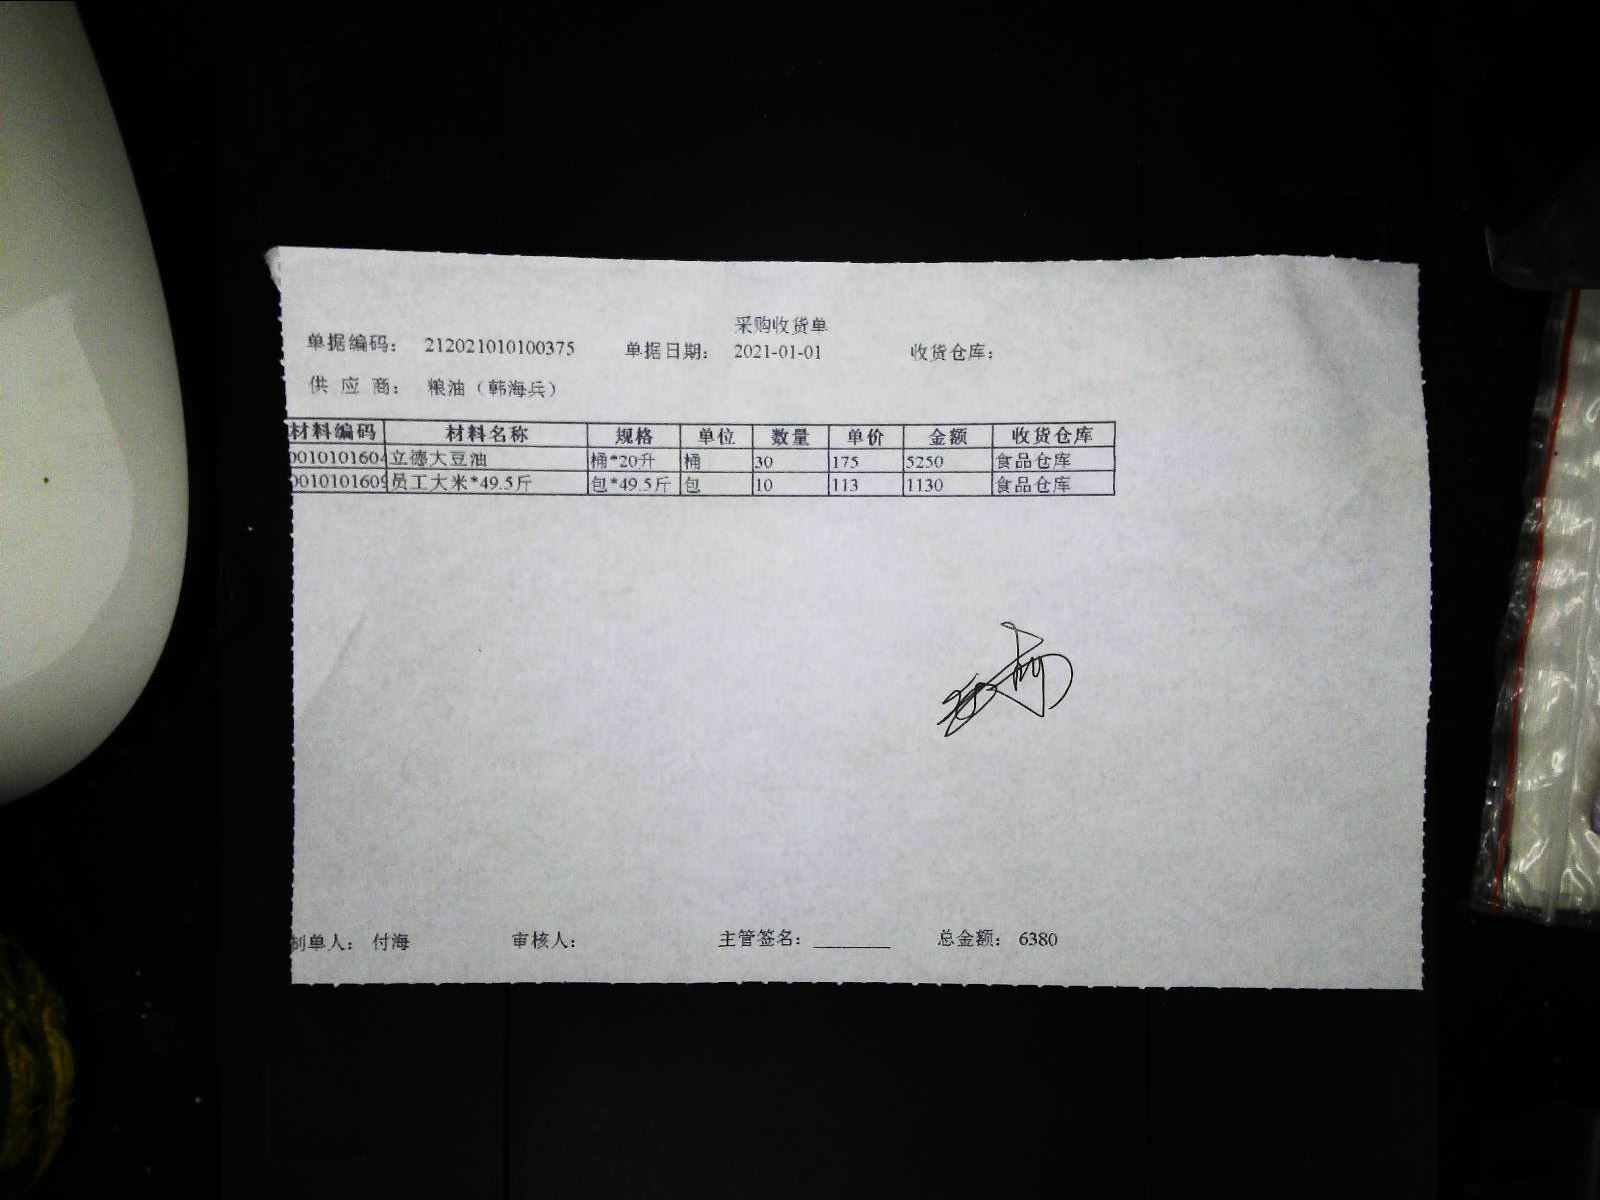 采购收货单
单据编码： 212021010100375 单据日期： 2021-01-01 收货仓库：
供 应 商： 粮油（韩海兵）
材料编码 材料名称 规格 单位 数量 单价 金额 收货仓库
0010101604 立德大豆油 桶*20升 桶 30 175 5250 食品仓库
0010101609 员工大米*49.5斤 包*49.5斤 包 10 113 1130 食品仓库
制单人： 付海 审核人： 主管签名： ________ 总金额： 6380